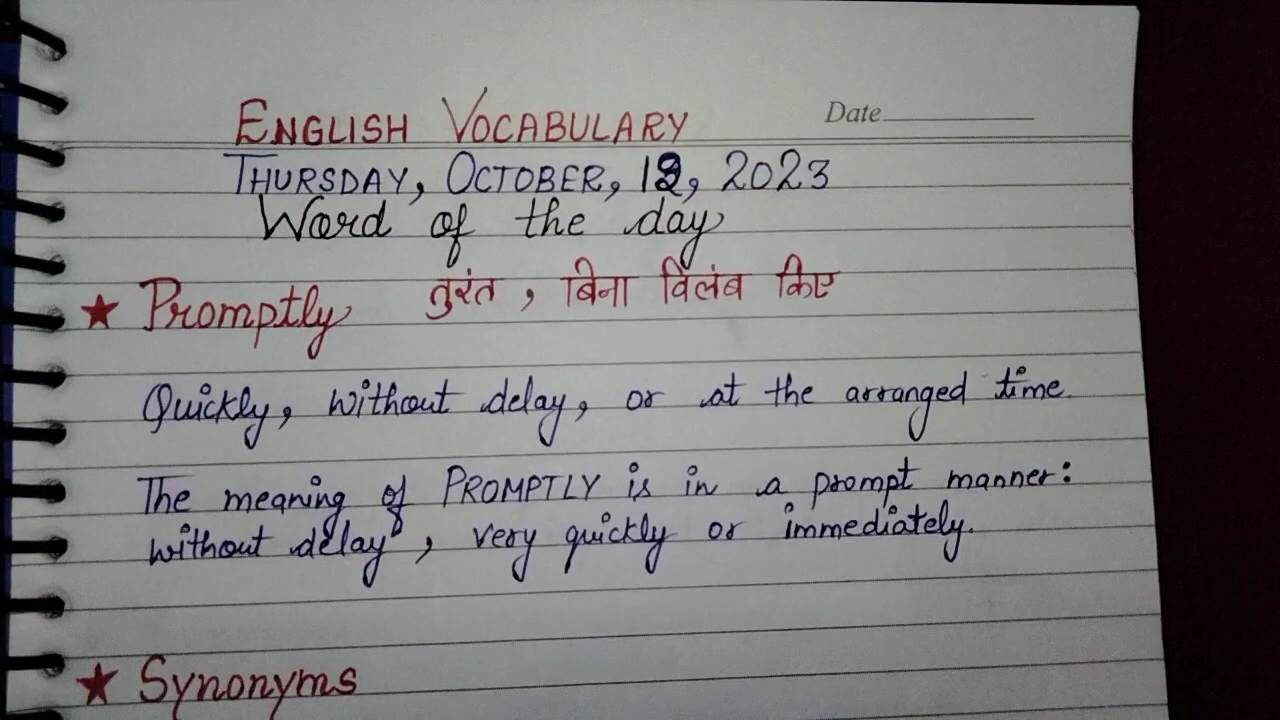 ENGLISH VOCABULARY
Date
THURSDAY, OCTOBER, 12, 2023
Word of the day
★ Promptly तुरंत, बिना विलंब किए
Quickly, without delay, or at the arranged time.
The meaning of PROMPTLY is in a prompt manner:
without delay, very quickly or immediately.
★ Synonyms